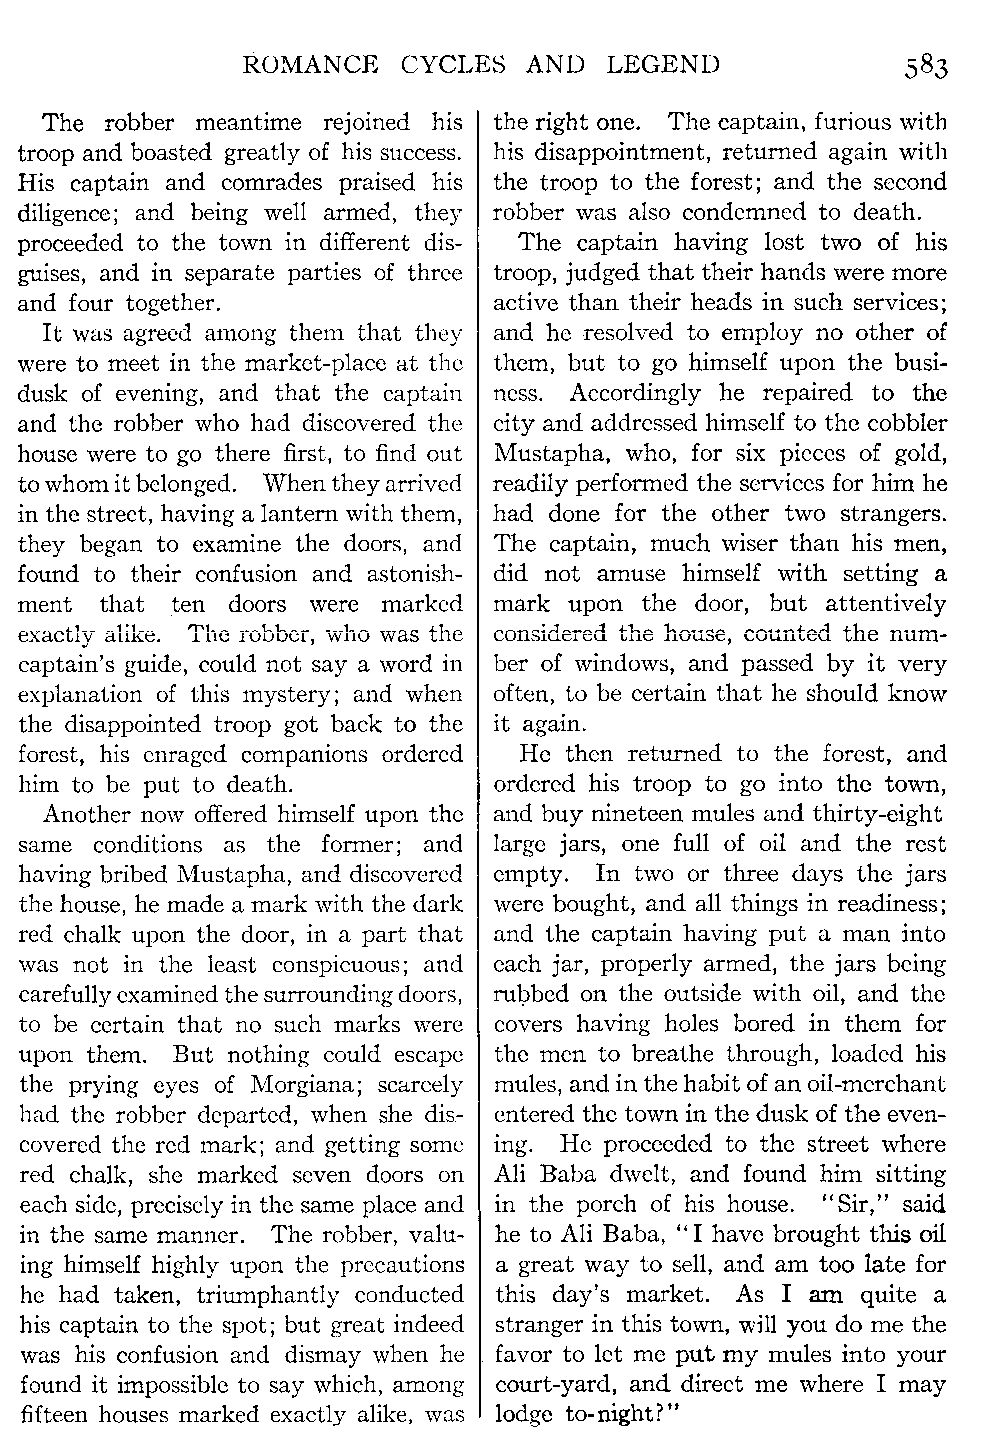 ROMANCE CYCLES AND LEGEND 583
The robber meantime rejoined his
troop and boasted greatly of his success.
His captain and comrades praised his
diligence; and being well armed, they
proceeded to the town in different dis-
guises, and in separate parties of three
and four together.
It was agreed among them that they
were to meet in the market-place at the
dusk of evening, and that the captain
and the robber who had discovered the
house were to go there first, to find out
to whom it belonged. When they arrived
in the street, having a lantern with them,
they began to examine the doors, and
found to their confusion and astonish-
ment that ten doors were marked
exactly alike. The robber, who was the
captain's guide, could not say a word in
explanation of this mystery; and when
the disappointed troop got back to the
forest, his enraged companions ordered
him to be put to death.
Another now offered himself upon the
same conditions as the former; and
having bribed Mustapha, and discovered
the house, he made a mark with the dark
red chalk upon the door, in a part that
was not in the least conspicuous; and
carefully examined the surrounding doors,
to be certain that no such marks were
upon them. But nothing could escape
the prying eyes of Morgiana; scarcely
had the robber departed, when she dis-
covered the red mark; and getting some
red chalk, she marked seven doors on
each side, precisely in the same place and
in the same manner. The robber, valu-
ing himself highly upon the precautions
he had taken, triumphantly conducted
his captain to the spot; but great indeed
was his confusion and dismay when he
found it impossible to say which, among
fifteen houses marked exactly alike, was
the right one. The captain, furious with
his disappointment, returned again with
the troop to the forest; and the second
robber was also condemned to death.
The captain having lost two of his
troop, judged that their hands were more
active than their heads in such services;
and he resolved to employ no other of
them, but to go himself upon the busi-
ness. Accordingly he repaired to the
city and addressed himself to the cobbler
Mustapha, who, for six pieces of gold,
readily performed the services for him he
had done for the other two strangers.
The captain, much wiser than his men,
did not amuse himself with setting a
mark upon the door, but attentively
considered the house, counted the num-
ber of windows, and passed by it very
often, to be certain that he should know
it again.
He then returned to the forest, and
ordered his troop to go into the town,
and buy nineteen mules and thirty-eight
large jars, one full of oil and the rest
empty. In two or three days the jars
were bought, and all things in readiness;
and the captain having put a man into
each jar, properly armed, the jars being
rubbed on the outside with oil, and the
covers having holes bored in them for
the men to breathe through, loaded his
mules, and in the habit of an oil-merchant
entered the town in the dusk of the even-
ing. He proceeded to the street where
Ali Baba dwelt, and found him sitting
in the porch of his house. "Sir," said
he to Ali Baba, "I have brought this oil
a great way to sell, and am too late for
this day's market. As I am quite a
stranger in this town, will you do me the
favor to let me put my mules into your
court-yard, and direct me where I may
lodge to-night?"